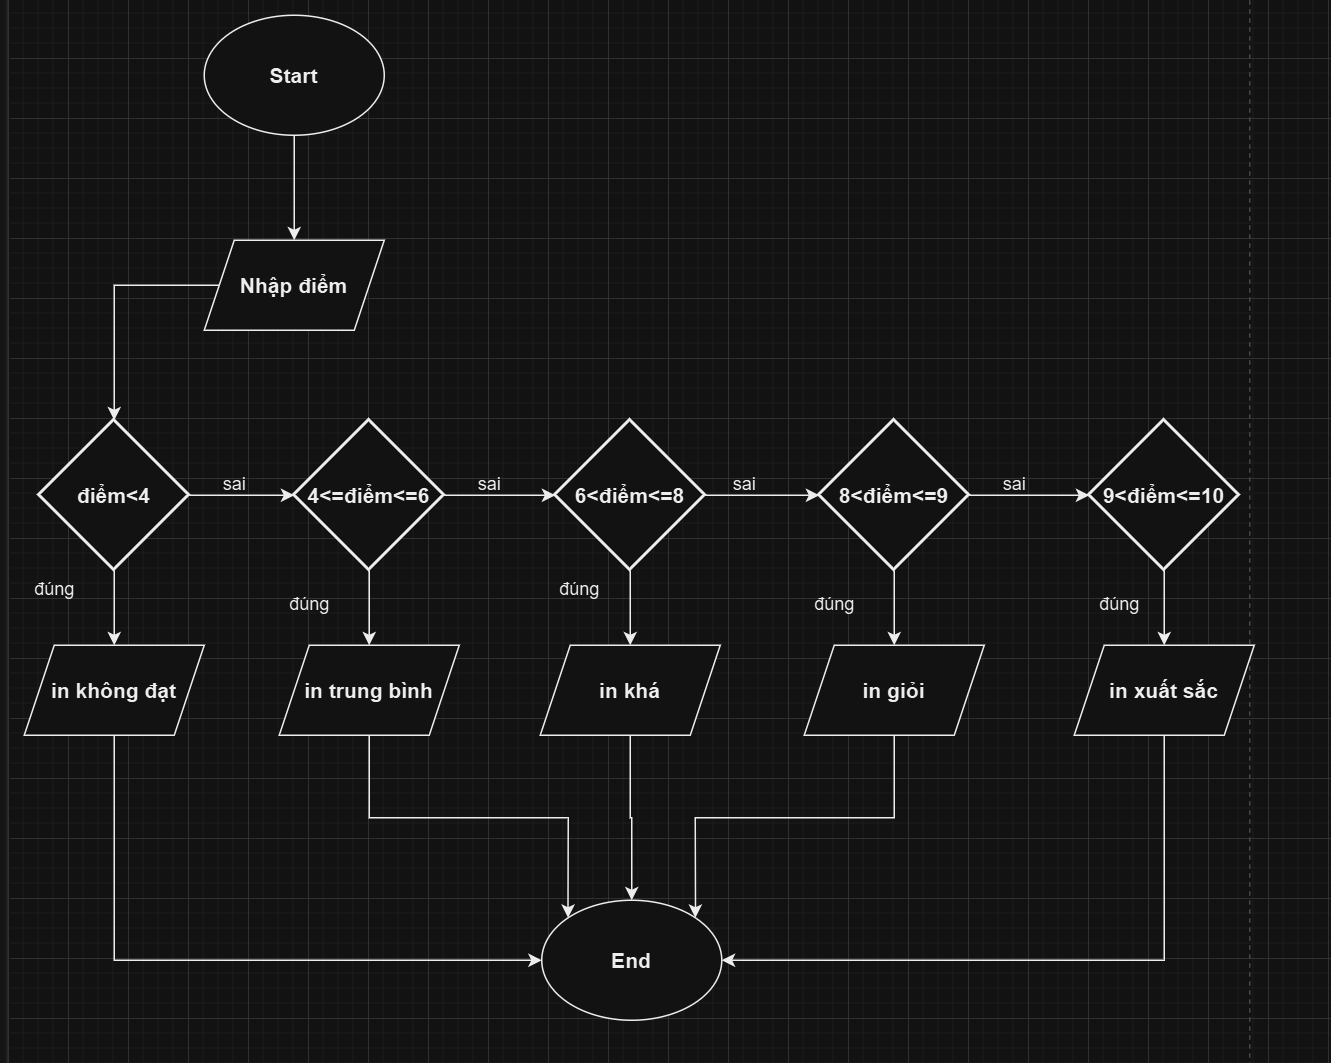 Start
Nhập điểm
điểm<4
sai
4<=điểm<=6
sai
6<điểm<=8
sai
8<điểm<=9
sai
9<điểm<=10
đúng
đúng
đúng
đúng
đúng
in không đạt
in trung bình
in khá
in giỏi
in xuất sắc
End